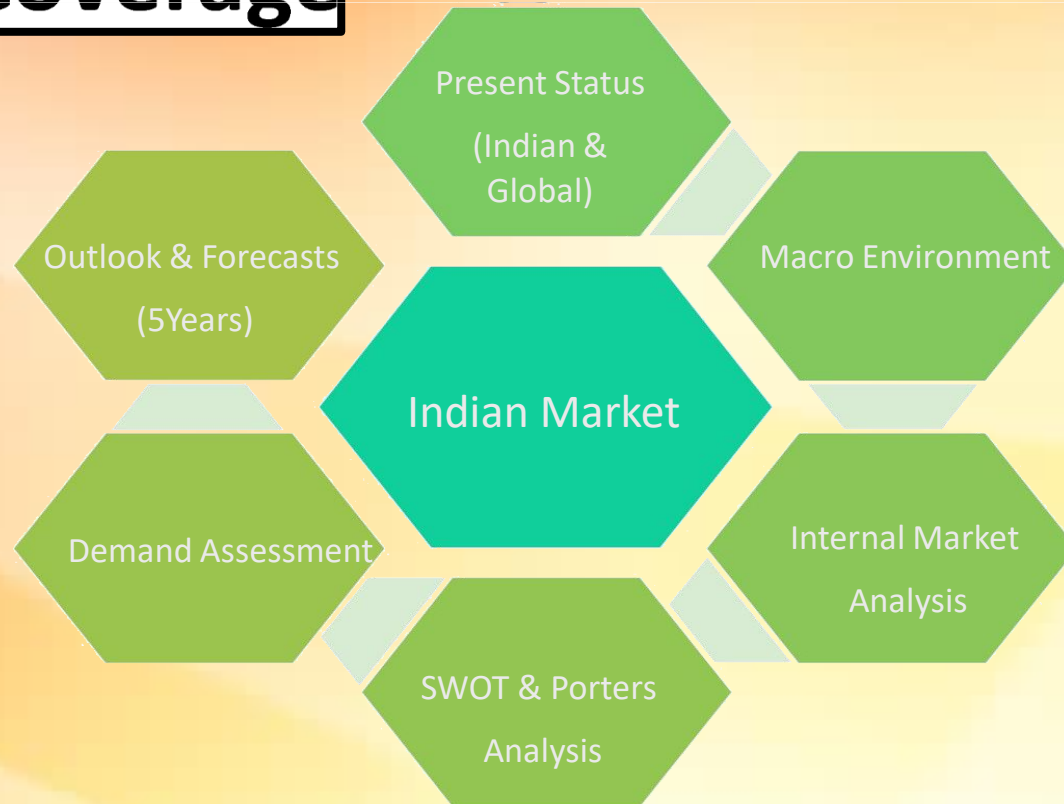 Coverage
Present Status
(Indian &
Global)
Macro Environment
Internal Market
Analysis
SWOT & Porters
Analysis
Demand Assessment
Outlook & Forecasts
(5Years)
Indian Market